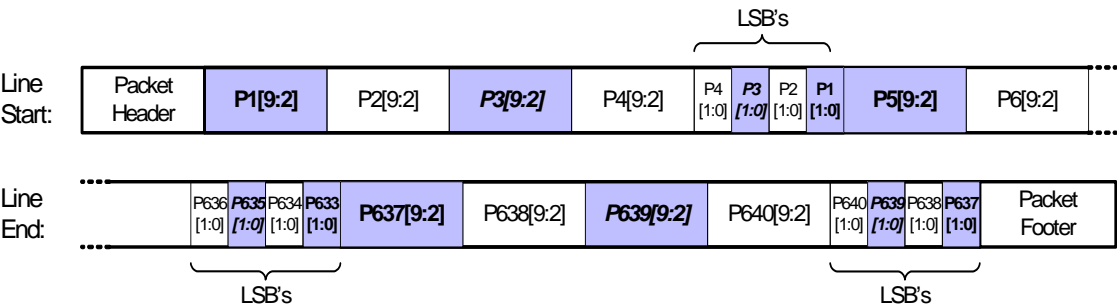 LSB's
Line Start:
Packet Header
P1[9:2]
P2[9:2]
P3[9:2]
P4[9:2]
P4 [1:0]
P3 [1:0]
P2 [1:0]
P1 [1:0]
P5[9:2]
P6[9:2]
Line End:
P636 [1:0]
P635 [1:0]
P634 [1:0]
P633 [1:0]
P637[9:2]
P638[9:2]
P639[9:2]
P640[9:2]
P640 [1:0]
P639 [1:0]
P638 [1:0]
P637 [1:0]
Packet Footer
LSB's
LSB's